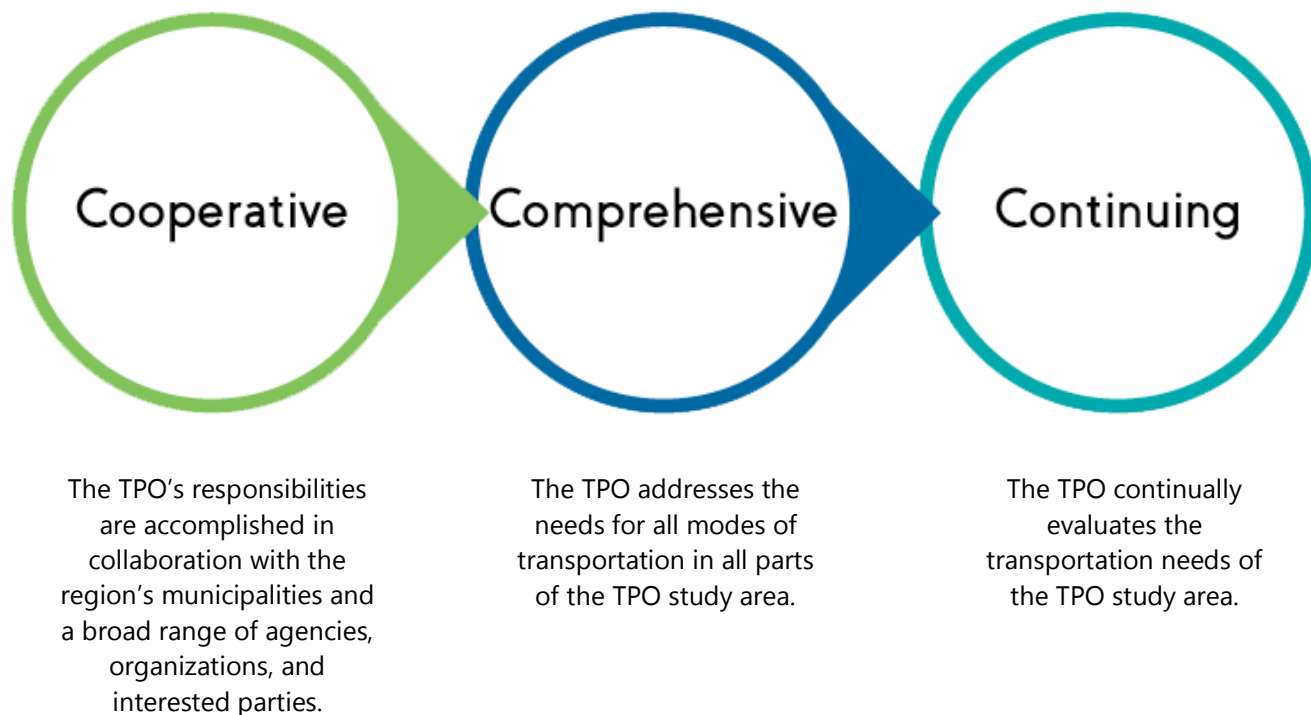 Cooperative
Comprehensive
Continuing
The TPO’s responsibilities
are accomplished in
collaboration with the
region’s municipalities and
a broad range of agencies,
organizations, and
interested parties.
The TPO addresses the
needs for all modes of
transportation in all parts
of the TPO study area.
The TPO continually
evaluates the
transportation needs of
the TPO study area.